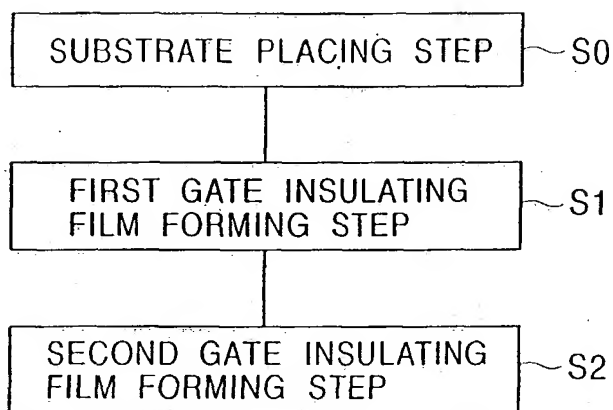 SUBSTRATE PLACING STEP
S0
FIRST GATE INSULATING
FILM FORMING STEP
S1
SECOND GATE INSULATING
FILM FORMING STEP
S2